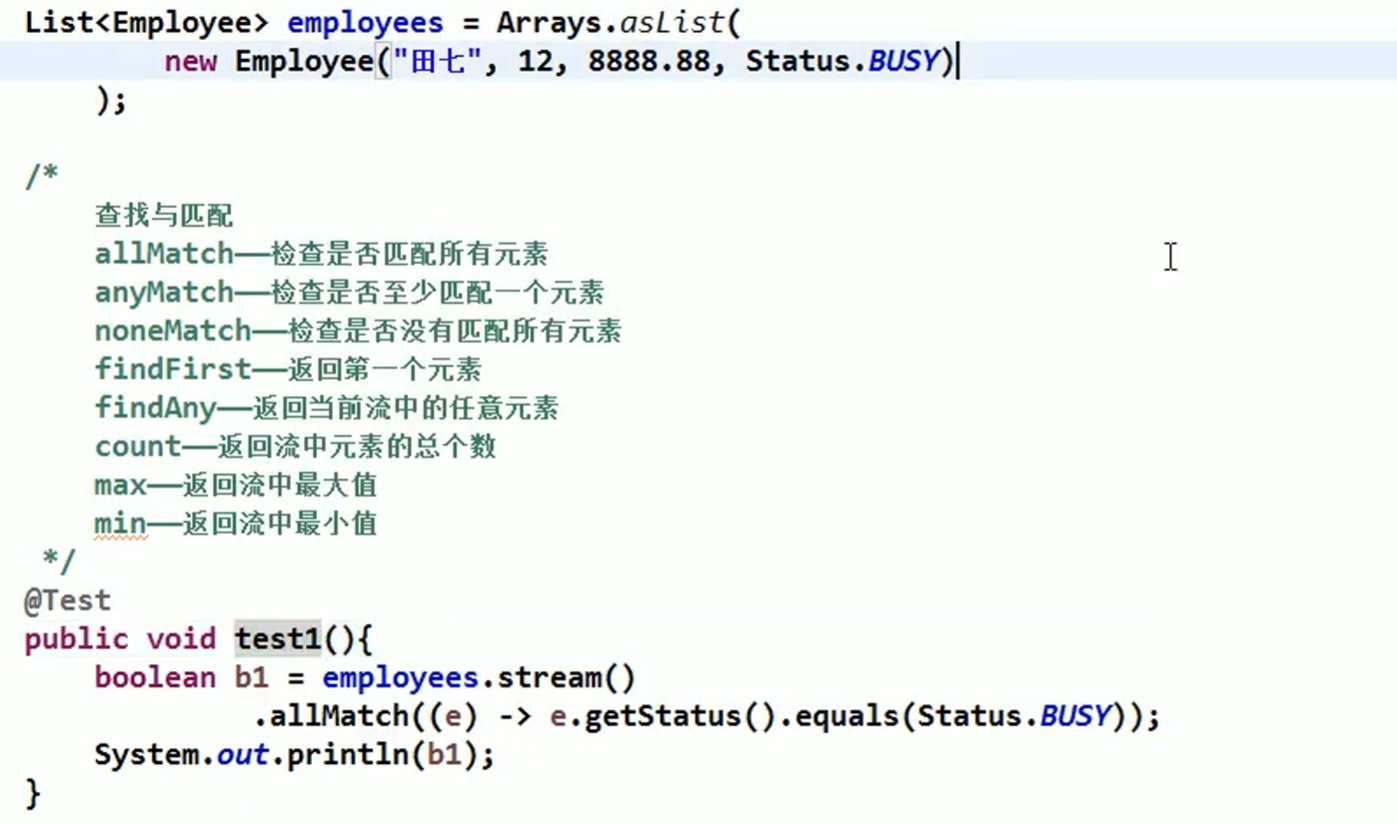 List<Employee> employees = Arrays.asList(
new Employee("田七", 12, 8888.88, Status.BUSY)
);
/*
查找与匹配
allMatch——检查是否匹配所有元素
anyMatch——检查是否至少匹配一个元素
noneMatch——检查是否没有匹配所有元素
findFirst——返回第一个元素
findAny——返回当前流中的任意元素
count——返回流中元素的总个数
max——返回流中最大值
min——返回流中最小值
*/
@Test
public void test1(){
boolean b1 = employees.stream()
.allMatch((e) -> e.getStatus().equals(Status.BUSY));
System.out.println(b1);
}